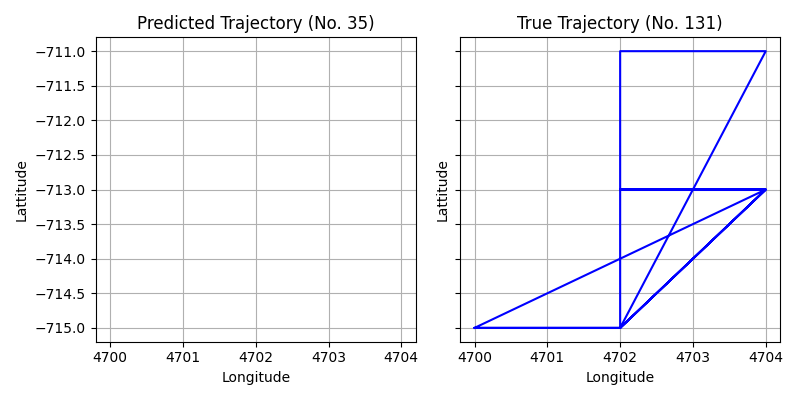 Predicted Trajectory (No. 35)
True Trajectory (No. 131)
Lattitude
−711.0
−711.5
−712.0
−712.5
−713.0
−713.5
−714.0
−714.5
−715.0
4700 4701 4702 4703 4704
Longitude
Lattitude
4700 4701 4702 4703 4704
Longitude